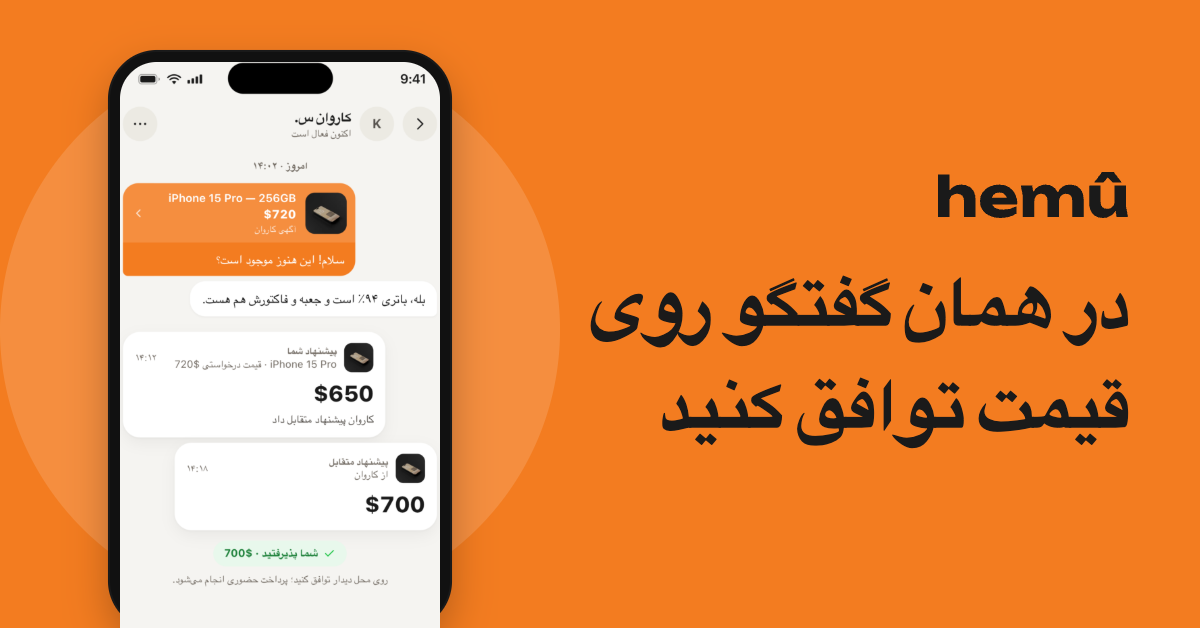 hemû
در همان گفتگو روی
قیمت توافق کنید
9:41
کاروان س.
K
اکنون فعال است
امروز · ۱۴:۰۲
iPhone 15 Pro — 256GB
$720
آگهی کاروان
سلام! این هنوز موجود است؟
بله، باتری ۹۴٪ است و جعبه و فاکتورش هم هست.
پیشنهاد شما
۱۴:۱۲
iPhone 15 Pro · قیمت درخواستی $720
$650
کاروان پیشنهاد متقابل داد
پیشنهاد متقابل
۱۴:۱۸
از کاروان
$700
شما پذیرفتید · $700
روی محل دیدار توافق کنید؛ پرداخت حضوری انجام می‌شود.